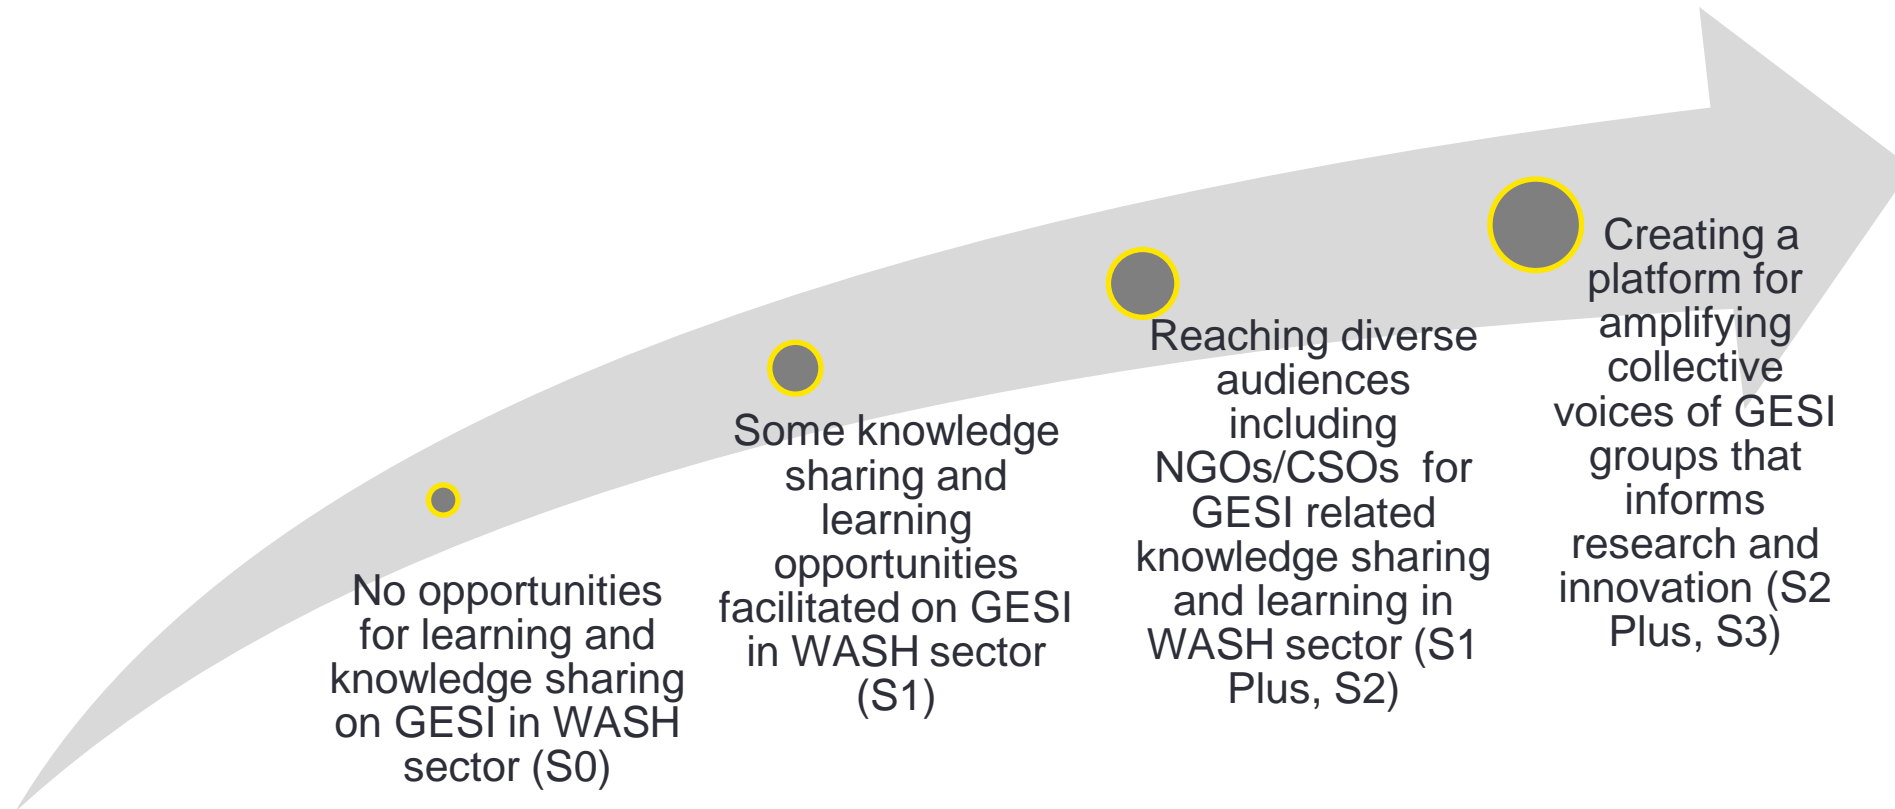 No opportunities
for learning and
knowledge sharing
on GESI in WASH
sector (S0)
Some knowledge
sharing and
learning
opportunities
facilitated on GESI
in WASH sector
(S1)
Reaching diverse
audiences
including
NGOs/CSOs  for
GESI related
knowledge sharing
and learning in
WASH sector (S1
Plus, S2)
Creating a
platform for
amplifying
collective
voices of GESI
groups that
informs
research and
innovation (S2
Plus, S3)